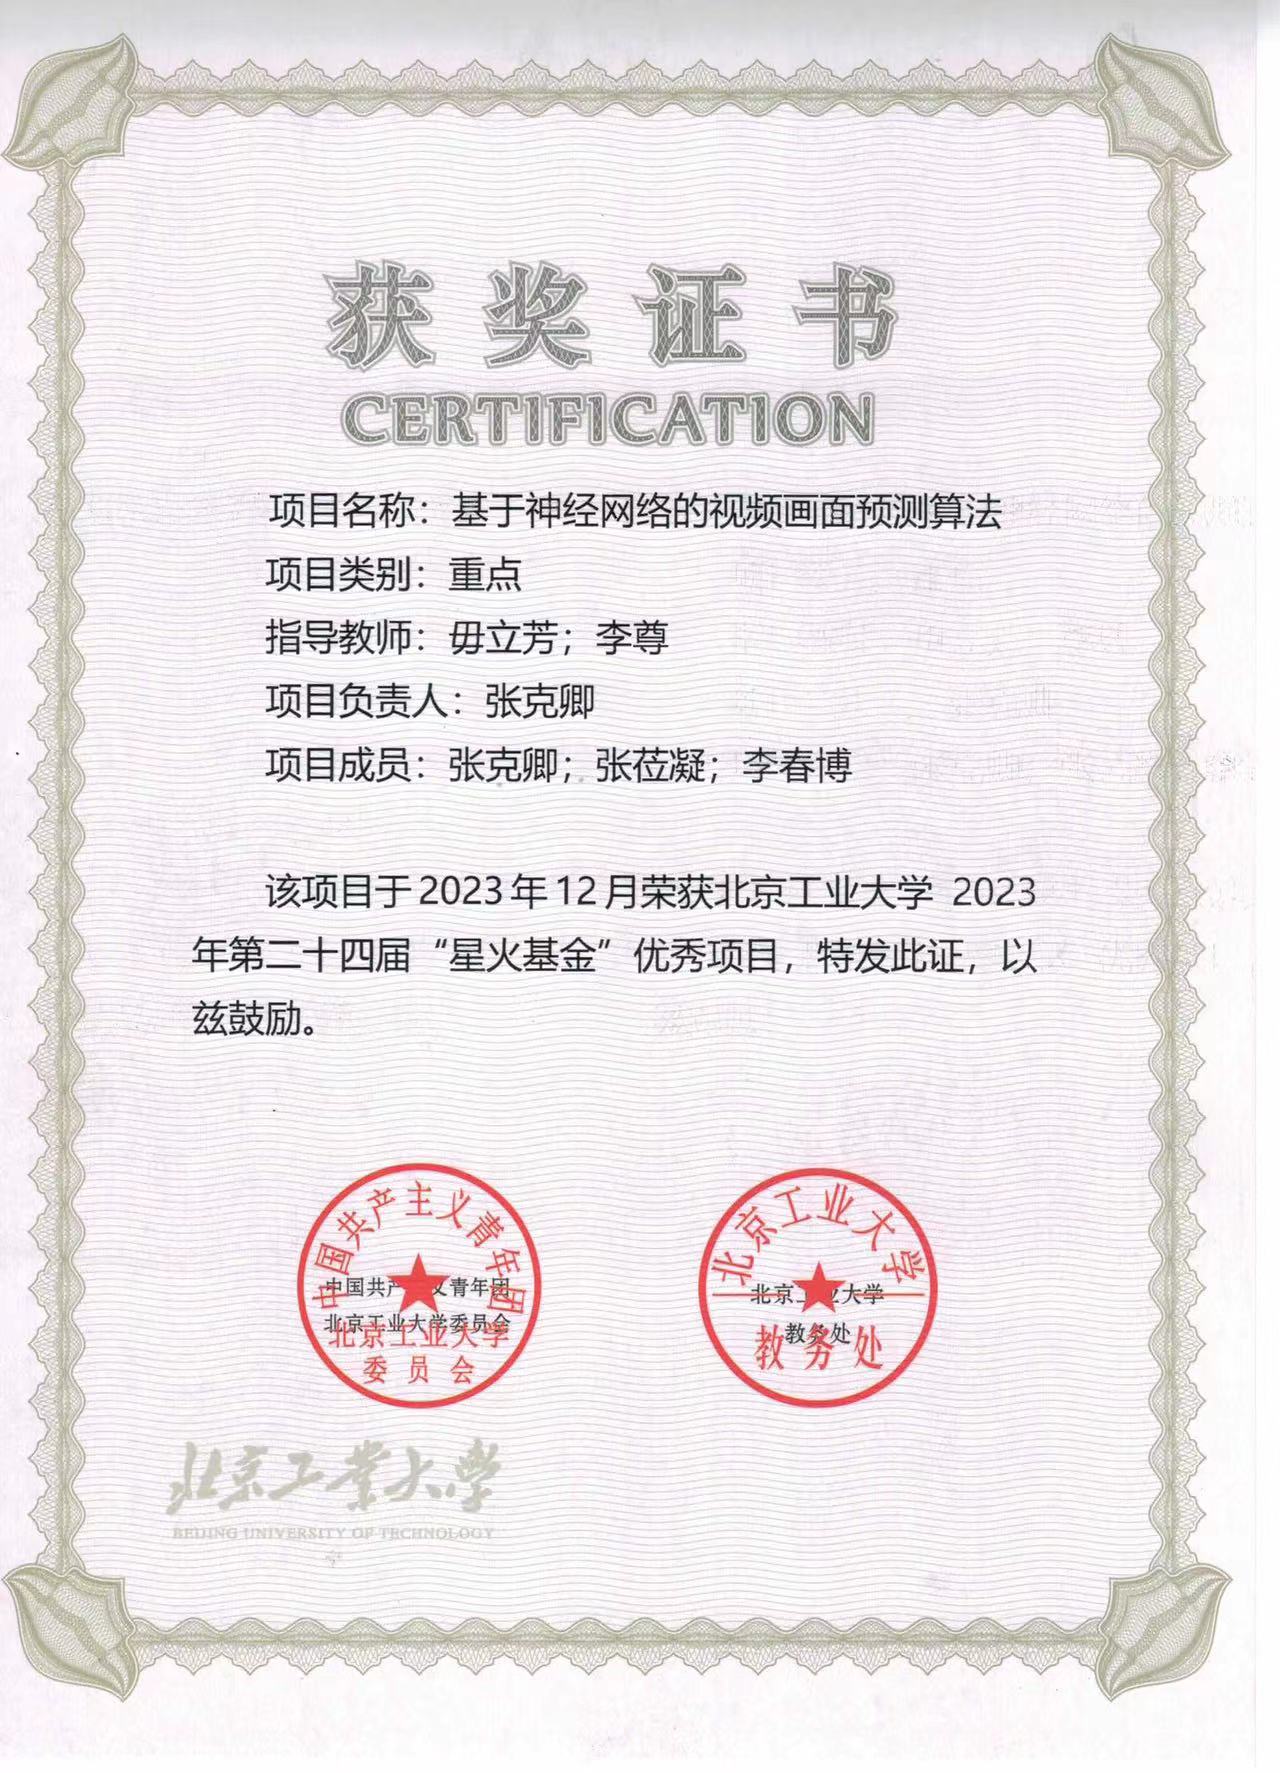 获奖证书
CERTIFICATION
项目名称：基于神经网络的视频画面预测算法
项目类别：重点
指导教师：毋立芳；李尊
项目负责人：张克卿
项目成员：张克卿；张莅凝；李春博
该项目于2023年12月荣获北京工业大学 2023
年第二十四届“星火基金”优秀项目，特发此证，以
兹鼓励。
中国共产主义青年团
中国共产主义青年团
北京工业大学委员会
北京工业大学
委员会
北京工业大学
北京工业大学
教务处
教务处
北京工業大学
BEIJING UNIVERSITY OF TECHNOLOGY